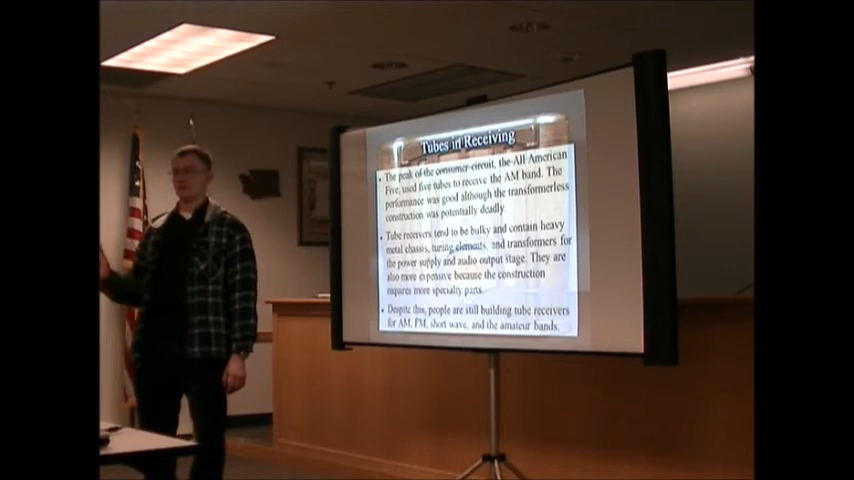 Tubes in Receiving
• The peak of the consumer circuit, the All-American
Five, used five tubes to receive the AM band. The
performance was good although the transformerless
construction was potentially deadly.
• Tube receivers tend to be bulky and contain heavy
metal chassis, tuning elements, and transformers for
the power supply and audio output stage. They are
also more expensive because the construction
requires more specialty parts.
• Despite this, people are still building tube receivers
for AM, FM, short wave, and the amateur bands.